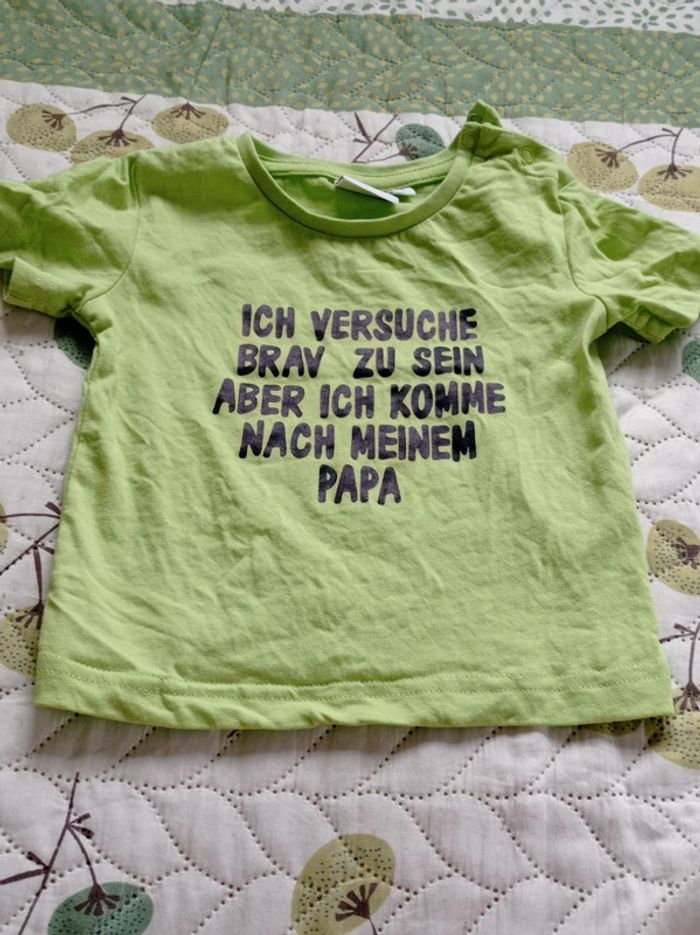 ICH VERSUCHE
BRAV ZU SEIN
ABER ICH KOMME
NACH MEINEM
PAPA